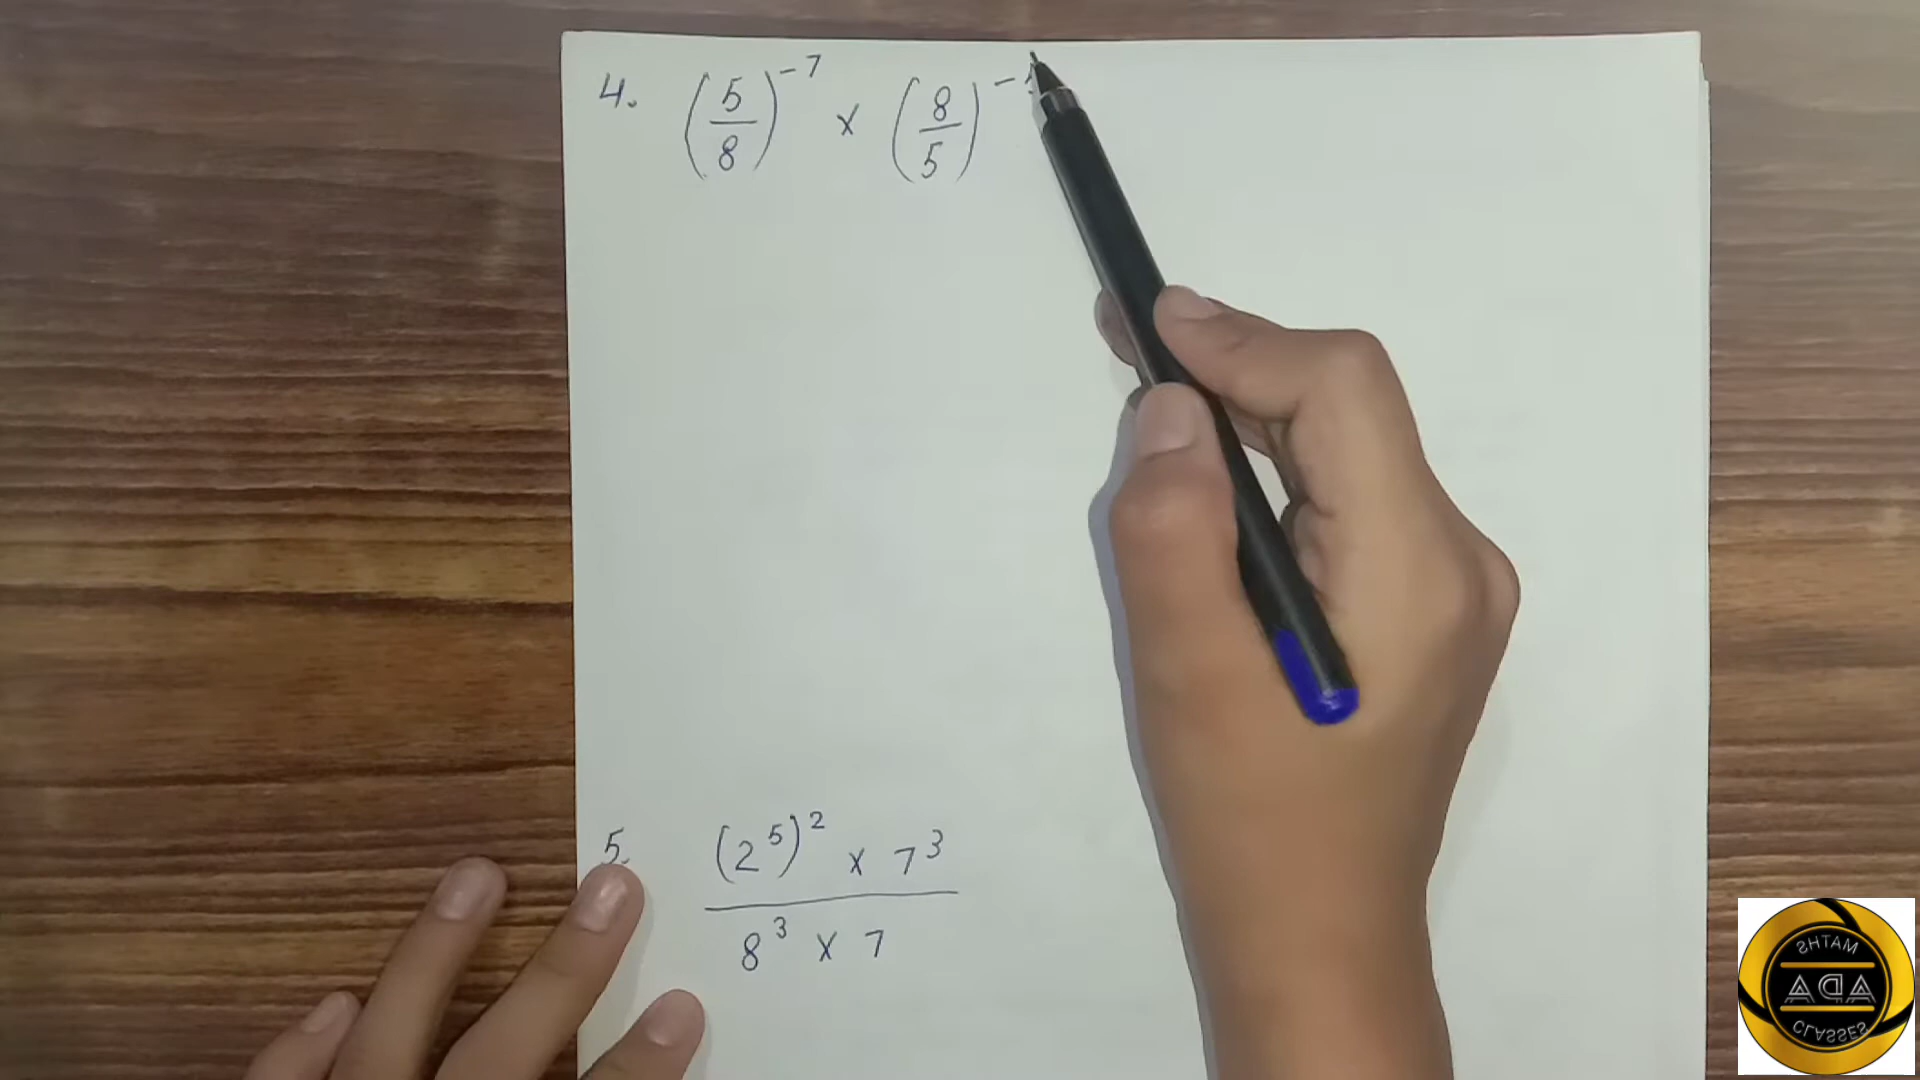 4. (5/8)^-7 × (8/5)^-
5. (2^5)^2 × 7^3
8^3 × 7
MATHS
ADA
CLASSES